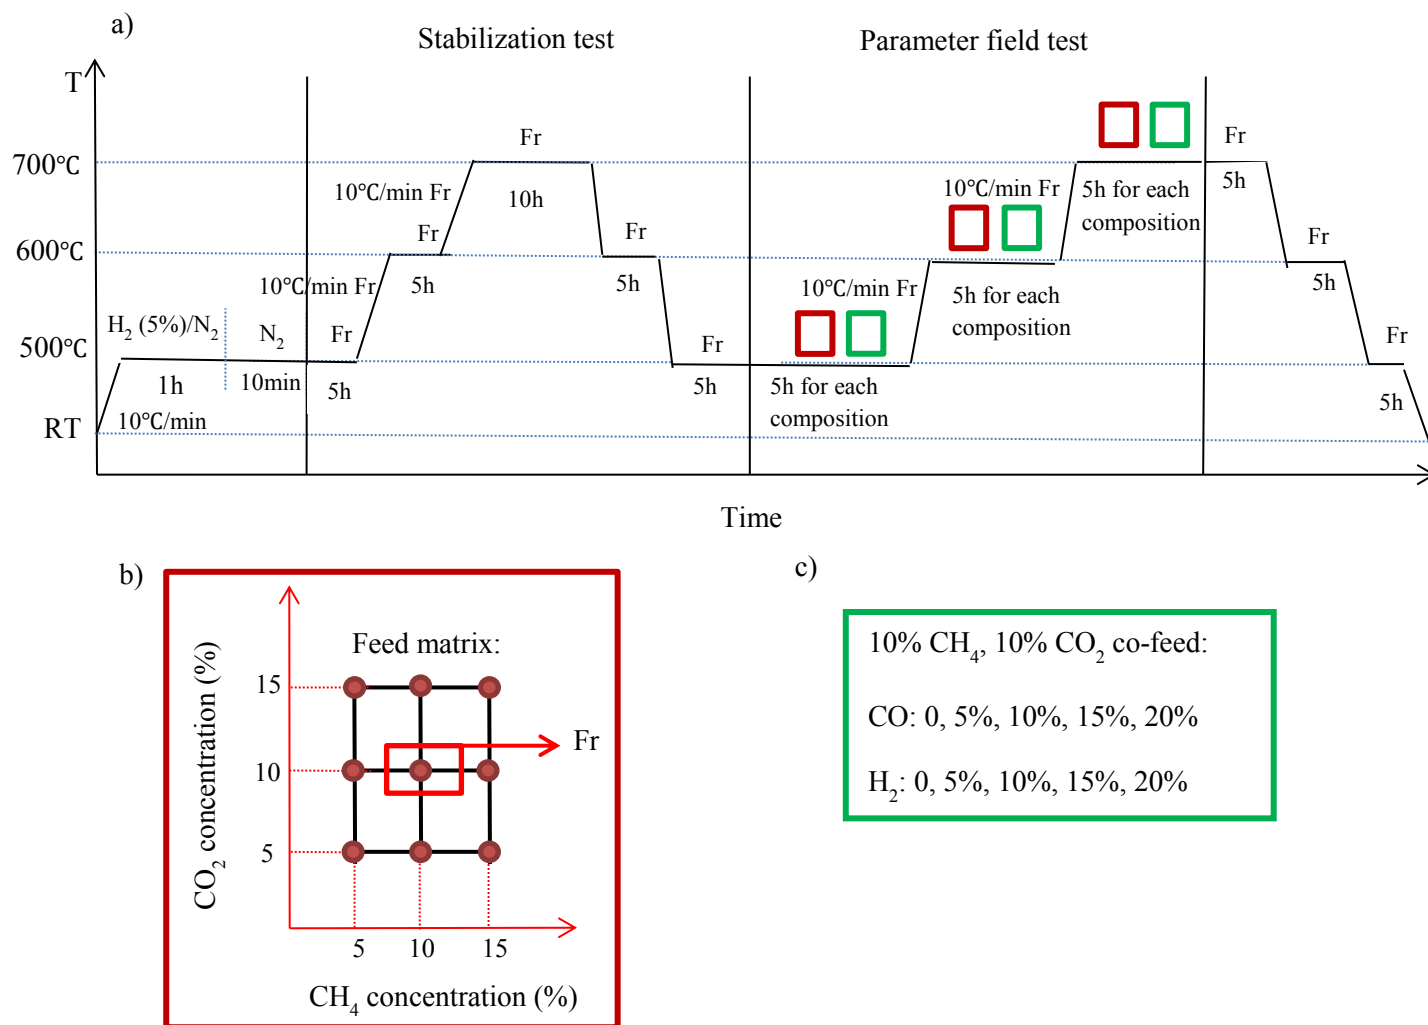 a)
Stabilization test
Parameter field test
T
700℃
600℃
500℃
RT
H₂ (5%)/N₂
1h
10℃/min
N₂
10min
Fr
5h
10℃/min Fr
Fr
5h
10℃/min Fr
Fr
10h
Fr
5h
Fr
5h
5h for each
composition
10℃/min Fr
5h for each
composition
10℃/min Fr
5h for each
composition
Fr
5h
Fr
5h
Fr
5h
Time
b)
Feed matrix:
CO₂ concentration (%)
15
10
5
Fr
5 10 15
CH₄ concentration (%)
c)
10% CH₄, 10% CO₂ co-feed:
CO: 0, 5%, 10%, 15%, 20%
H₂: 0, 5%, 10%, 15%, 20%